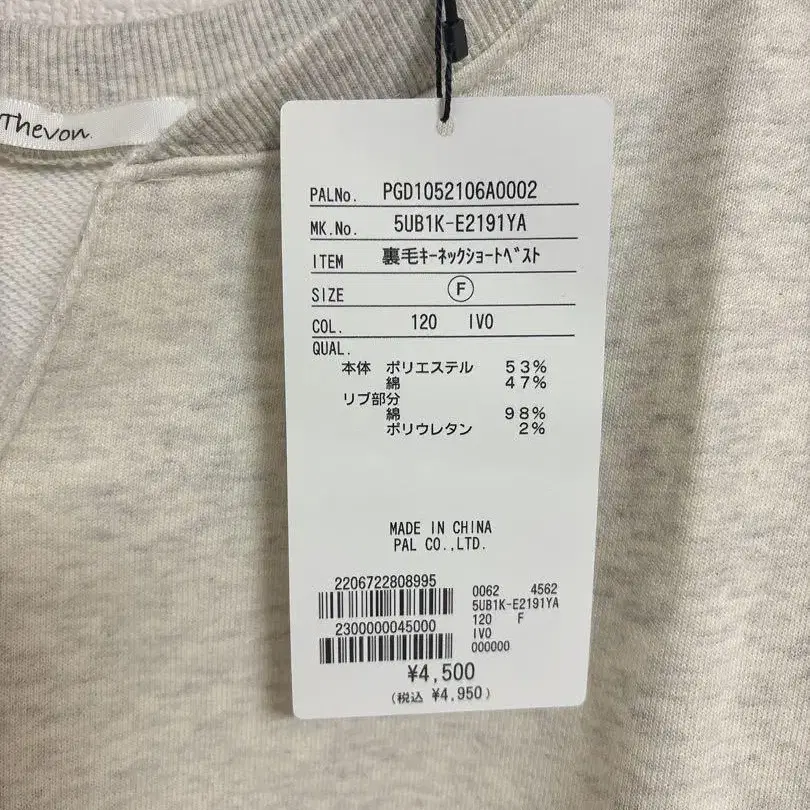 Thevon.
PALNo. PGD1052106A0002
MK.No. 5UB1K-E2191YA
ITEM 裏毛ｷｰﾈｯｸｼｮｰﾄﾍﾞｽﾄ
SIZE Ⓕ
COL. 120 IVO
QUAL.
本体 ポリエステル 53%
綿 47%
リブ部分
綿 98%
ポリウレタン 2%
MADE IN CHINA
PAL CO.,LTD.
2206722808995
0062 4562
5UB1K-E2191YA
120 F
2300000045000
IVO
000000
¥4,500
(税込 ¥4,950)